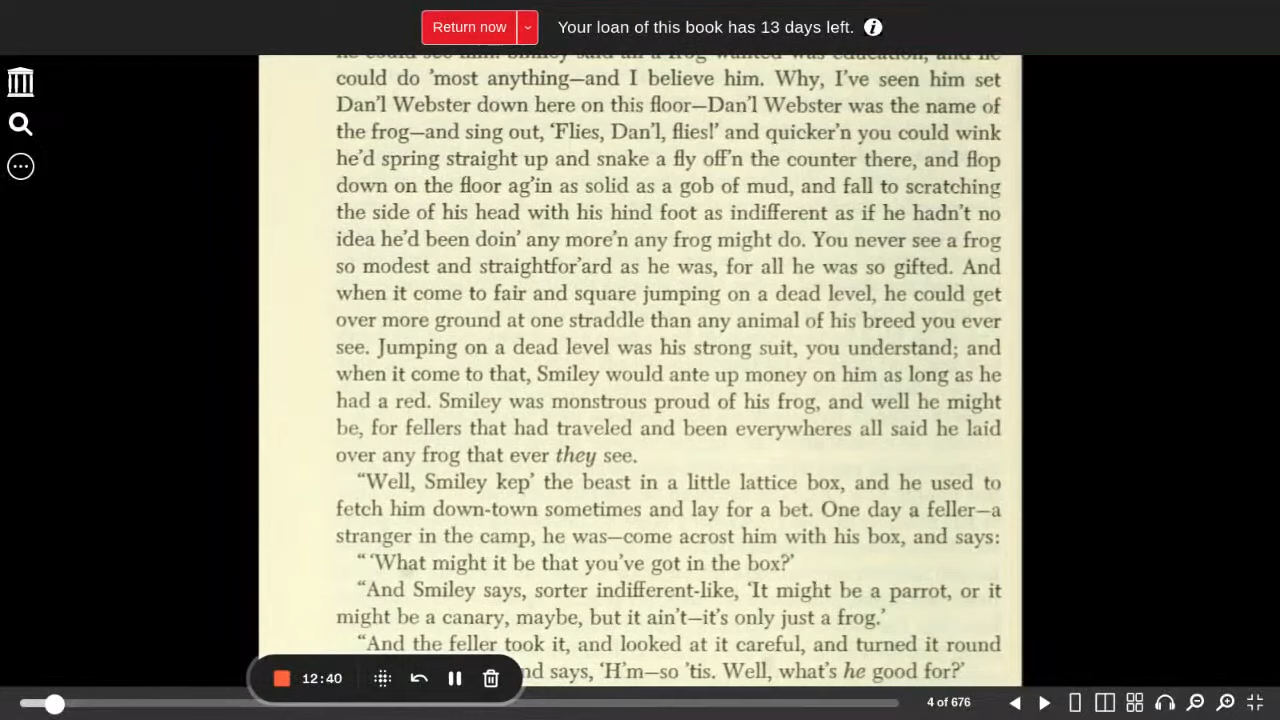 Return now
Your loan of this book has 13 days left.
he could see him. Smiley said all a frog wanted was education, and he
could do 'most anything—and I believe him. Why, I've seen him set
Dan'l Webster down here on this floor—Dan'l Webster was the name of
the frog—and sing out, 'Flies, Dan'l, flies!' and quicker'n you could wink
he'd spring straight up and snake a fly off'n the counter there, and flop
down on the floor ag'in as solid as a gob of mud, and fall to scratching
the side of his head with his hind foot as indifferent as if he hadn't no
idea he'd been doin' any more'n any frog might do. You never see a frog
so modest and straightfor'ard as he was, for all he was so gifted. And
when it come to fair and square jumping on a dead level, he could get
over more ground at one straddle than any animal of his breed you ever
see. Jumping on a dead level was his strong suit, you understand; and
when it come to that, Smiley would ante up money on him as long as he
had a red. Smiley was monstrous proud of his frog, and well he might
be, for fellers that had traveled and been everywheres all said he laid
over any frog that ever they see.
“Well, Smiley kep' the beast in a little lattice box, and he used to
fetch him down-town sometimes and lay for a bet. One day a feller—a
stranger in the camp, he was—come acrost him with his box, and says:
“ 'What might it be that you've got in the box?'
“And Smiley says, sorter indifferent-like, 'It might be a parrot, or it
might be a canary, maybe, but it ain't—it's only just a frog.'
“And the feller took it, and looked at it careful, and turned it round
nd says, 'H'm—so 'tis. Well, what's he good for?'
12:40
4 of 676